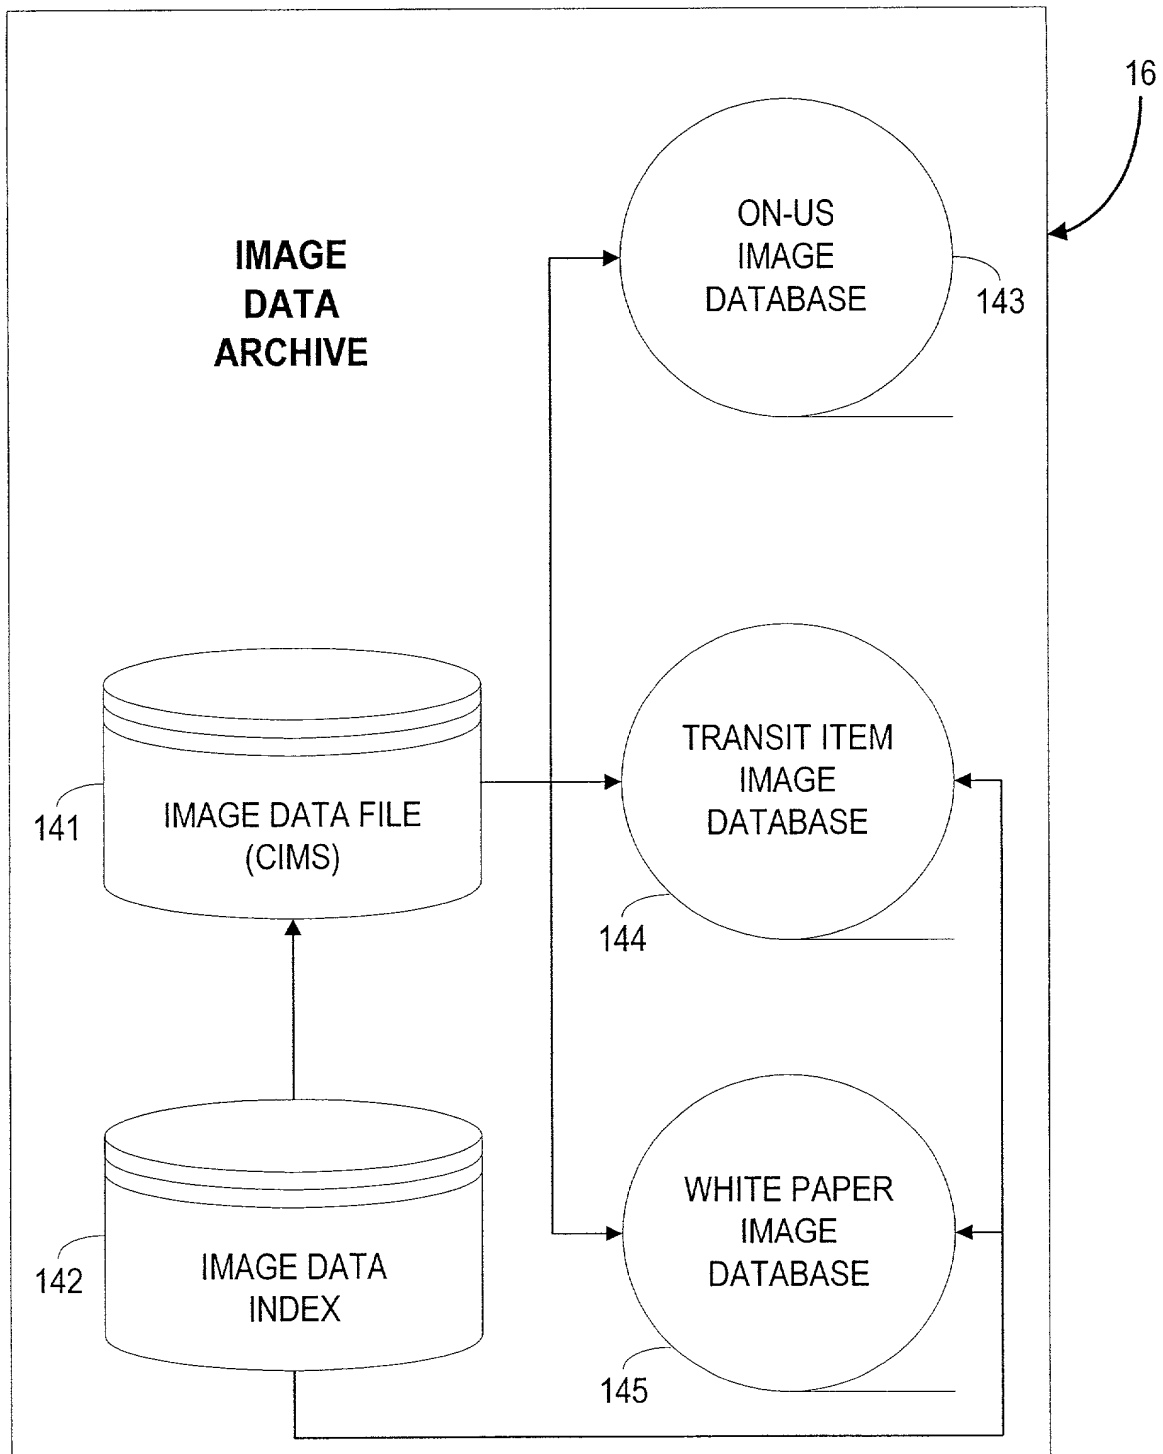 16
ON-US
IMAGE
DATABASE
143
IMAGE
DATA
ARCHIVE
TRANSIT ITEM
IMAGE
DATABASE
144
141
IMAGE DATA FILE
(CIMS)
WHITE PAPER
IMAGE
DATABASE
145
142
IMAGE DATA
INDEX